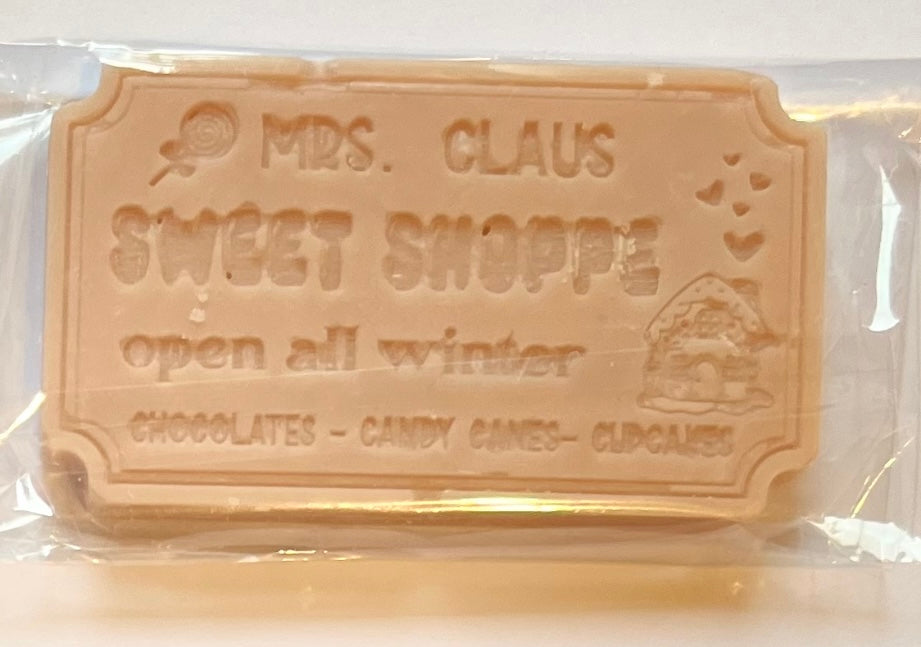 MRS. CLAUS
SWEET SHOPPE
open all winter
CHOCOLATES - CANDY CANES- CUPCAKES